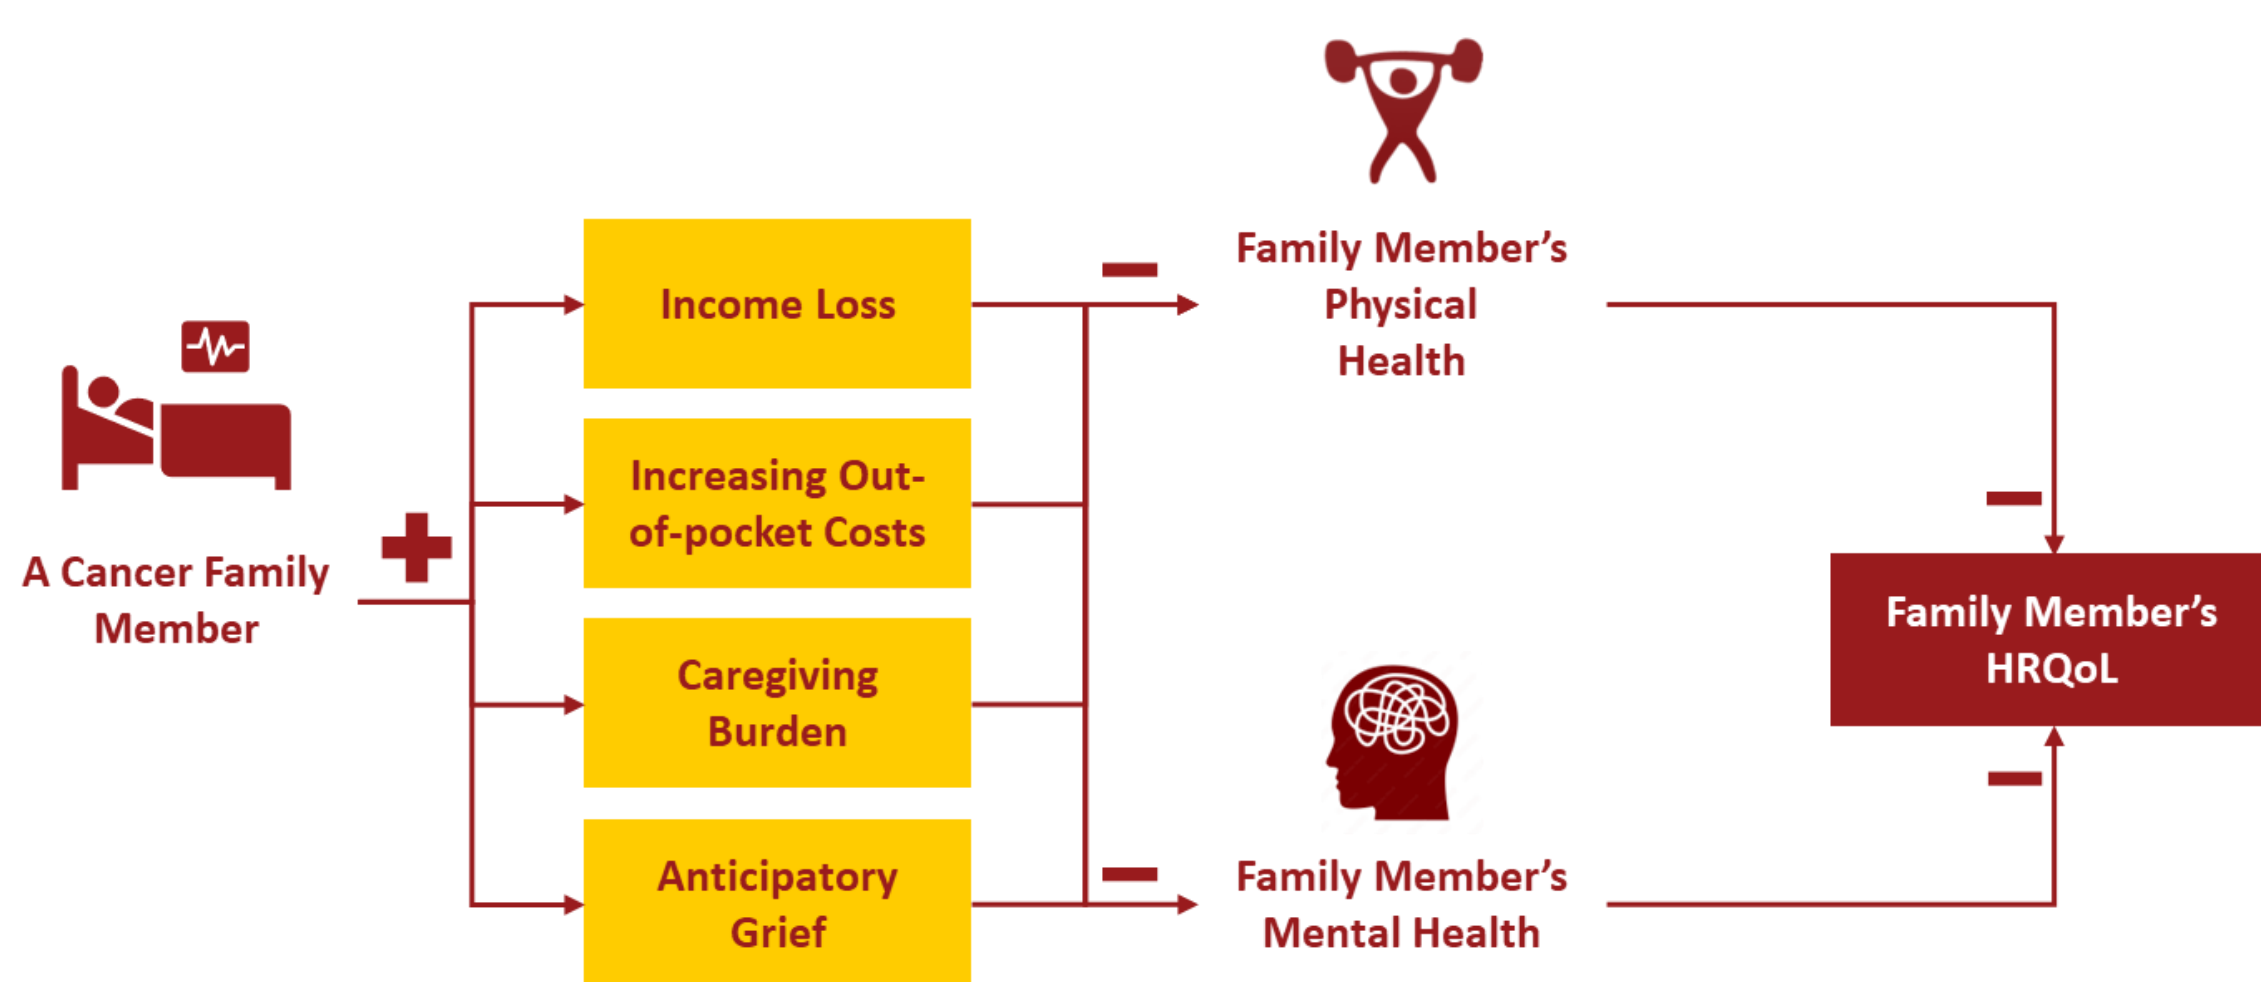 A Cancer Family
Member
Income Loss
Increasing Out-
of-pocket Costs
Caregiving
Burden
Anticipatory
Grief
Family Member’s
Physical
Health
Family Member’s
Mental Health
Family Member’s
HRQoL